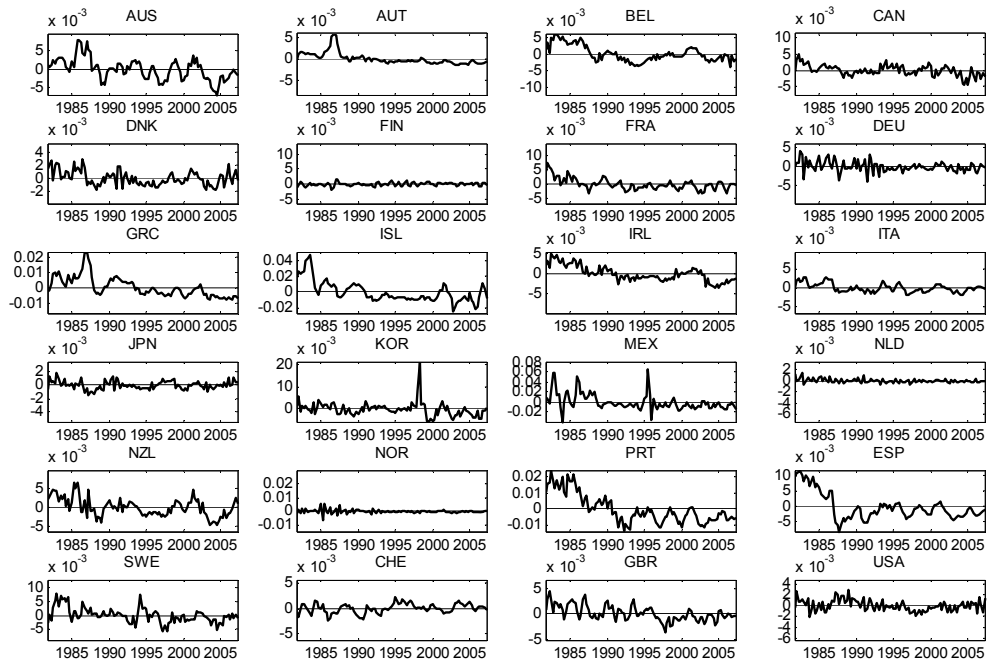 AUS
x 10⁻³
5
0
-5
1985 1990 1995 2000 2005
AUT
x 10⁻³
5
0
-5
1985 1990 1995 2000 2005
BEL
x 10⁻³
5
0
-5
-10
1985 1990 1995 2000 2005
CAN
x 10⁻³
10
5
0
-5
1985 1990 1995 2000 2005
DNK
x 10⁻³
4
2
0
-2
1985 1990 1995 2000 2005
FIN
x 10⁻³
10
5
0
-5
1985 1990 1995 2000 2005
FRA
x 10⁻³
10
5
0
-5
1985 1990 1995 2000 2005
DEU
x 10⁻³
5
0
-5
1985 1990 1995 2000 2005
GRC
0.02
0.01
0
-0.01
1985 1990 1995 2000 2005
ISL
0.04
0.02
0
-0.02
1985 1990 1995 2000 2005
IRL
x 10⁻³
5
0
-5
1985 1990 1995 2000 2005
ITA
x 10⁻³
5
0
-5
1985 1990 1995 2000 2005
JPN
x 10⁻³
2
0
-2
-4
1985 1990 1995 2000 2005
KOR
x 10⁻³
20
10
0
1985 1990 1995 2000 2005
MEX
0.08
0.06
0.04
0.02
0
-0.02
1985 1990 1995 2000 2005
NLD
x 10⁻³
2
0
-2
-4
-6
1985 1990 1995 2000 2005
NZL
x 10⁻³
5
0
-5
1985 1990 1995 2000 2005
NOR
0.02
0.01
0
-0.01
1985 1990 1995 2000 2005
PRT
0.02
0.01
0
-0.01
1985 1990 1995 2000 2005
ESP
x 10⁻³
10
5
0
-5
1985 1990 1995 2000 2005
SWE
x 10⁻³
10
5
0
-5
1985 1990 1995 2000 2005
CHE
x 10⁻³
5
0
-5
1985 1990 1995 2000 2005
GBR
x 10⁻³
5
0
-5
1985 1990 1995 2000 2005
USA
x 10⁻³
4
2
0
-2
-4
-6
1985 1990 1995 2000 2005